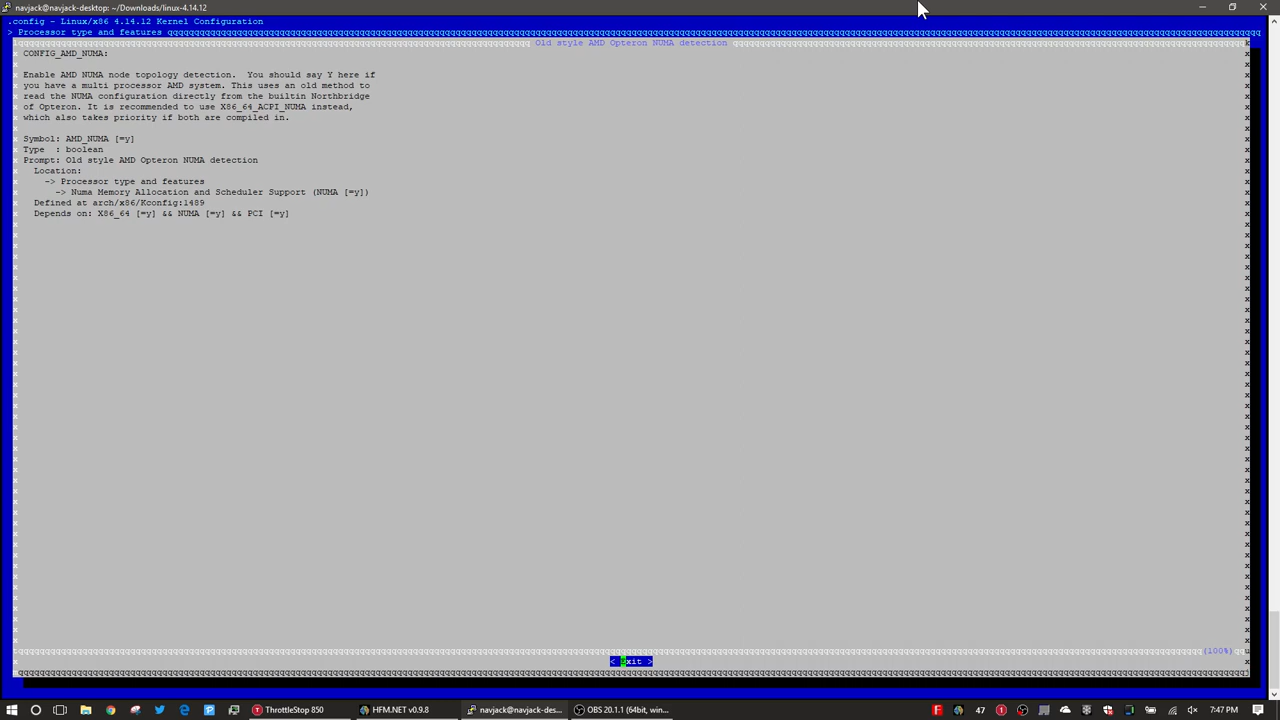 navjack@navjack-desktop: ~/Downloads/linux-4.14.12
.config - Linux/x86 4.14.12 Kernel Configuration
> Processor type and features
Old style AMD Opteron NUMA detection
CONFIG_AMD_NUMA:
Enable AMD NUMA node topology detection.  You should say Y here if
you have a multi processor AMD system. This uses an old method to
read the NUMA configuration directly from the builtin Northbridge
of Opteron. It is recommended to use X86_64_ACPI_NUMA instead,
which also takes priority if both are compiled in.
Symbol: AMD_NUMA [=y]
Type  : boolean
Prompt: Old style AMD Opteron NUMA detection
Location:
-> Processor type and features
-> Numa Memory Allocation and Scheduler Support (NUMA [=y])
Defined at arch/x86/Kconfig:1489
Depends on: X86_64 [=y] && NUMA [=y] && PCI [=y]
(100%)
< Exit >
ThrottleStop 850
HFM.NET v0.9.8
navjack@navjack-des...
OBS 20.1.1 (64bit, win...
47
7:47 PM